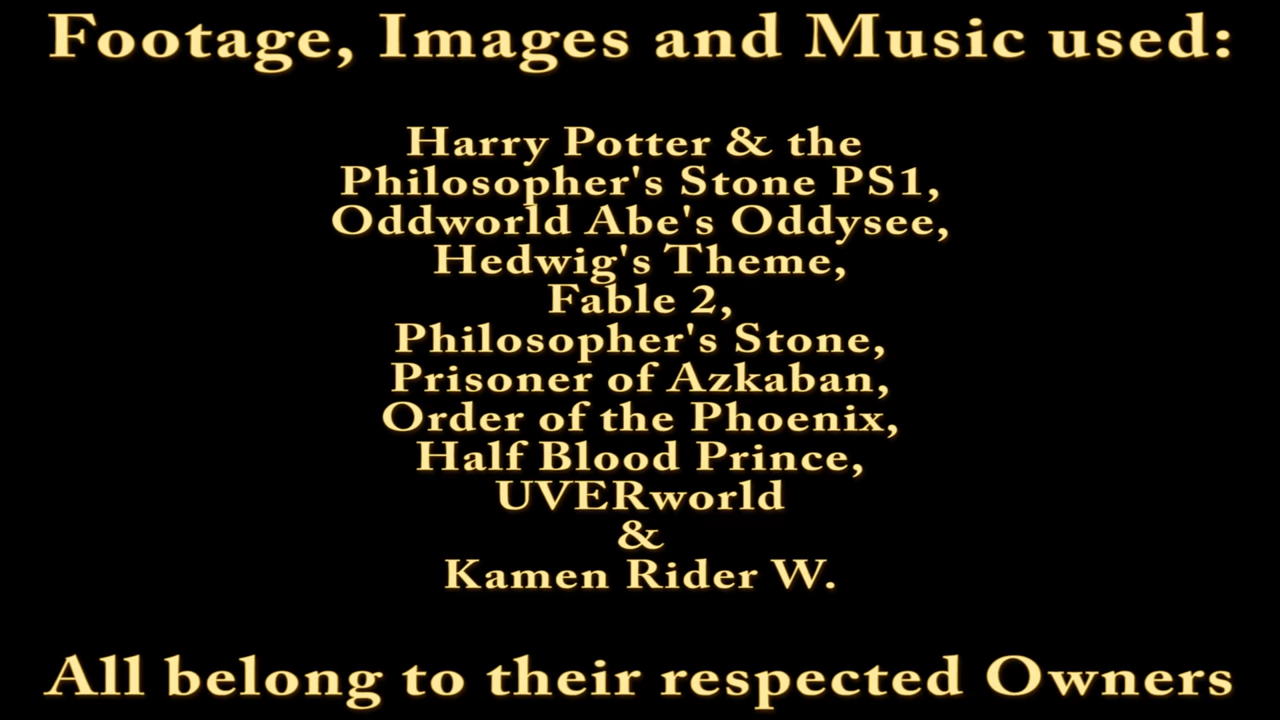 Footage, Images and Music used:
Harry Potter & the
Philosopher's Stone PS1,
Oddworld Abe's Oddysee,
Hedwig's Theme,
Fable 2,
Philosopher's Stone,
Prisoner of Azkaban,
Order of the Phoenix,
Half Blood Prince,
UVERworld
&
Kamen Rider W.
All belong to their respected Owners